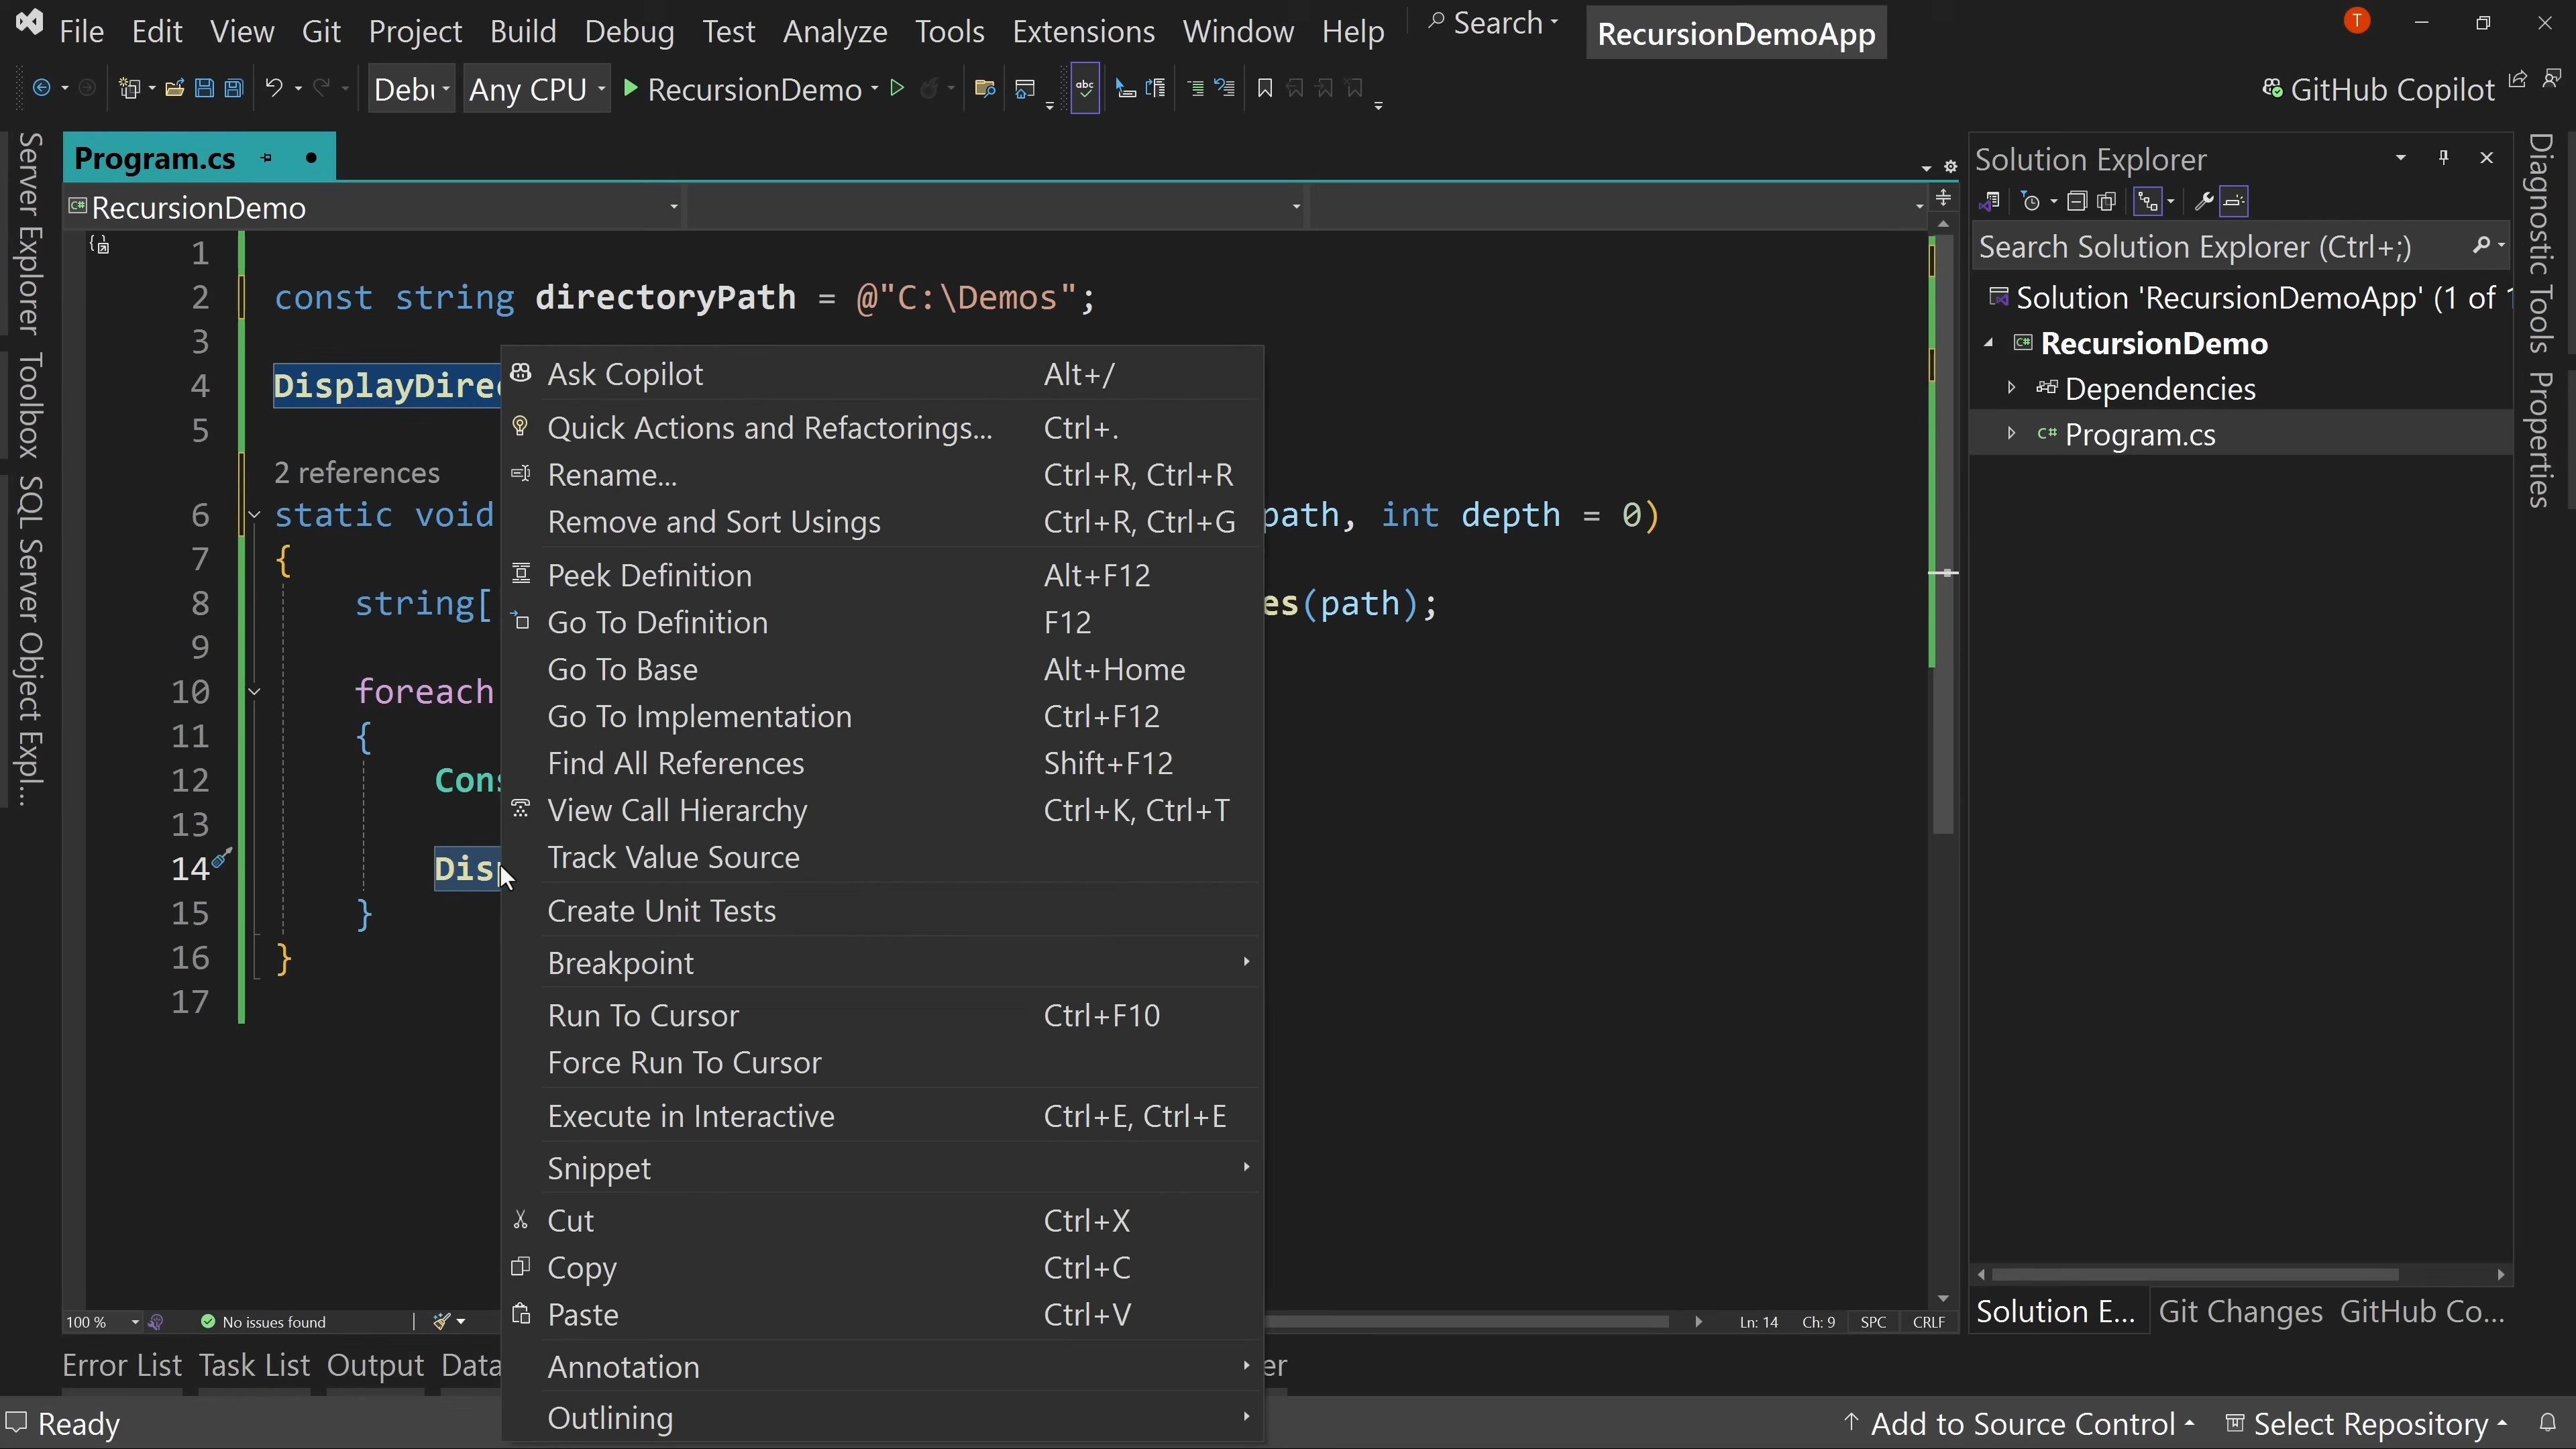 File Edit View Git Project Build Debug Test Analyze Tools Extensions Window Help Search RecursionDemoApp T
Any CPU RecursionDemo abc GitHub Copilot
Server Explorer
Toolbox
SQL Server Object Expl...
Program.cs
C# RecursionDemo
1
2 const string directoryPath = @"C:\Demos";
3
4
5
2 references
6 static void path, int depth = 0)
7 {
8 string[ es(path);
9
10 foreach
11 {
12
13
14
15 }
16 }
17
Ask Copilot Alt+/
Quick Actions and Refactorings... Ctrl+.
Rename... Ctrl+R, Ctrl+R
Remove and Sort Usings Ctrl+R, Ctrl+G
Peek Definition Alt+F12
Go To Definition F12
Go To Base Alt+Home
Go To Implementation Ctrl+F12
Find All References Shift+F12
View Call Hierarchy Ctrl+K, Ctrl+T
Track Value Source
Create Unit Tests
Breakpoint
Run To Cursor Ctrl+F10
Force Run To Cursor
Execute in Interactive Ctrl+E, Ctrl+E
Snippet
Cut Ctrl+X
Copy Ctrl+C
Paste Ctrl+V
Annotation
Outlining
100 % No issues found Ln: 14 Ch: 9 SPC CRLF
Error List Task List Output Data
Solution Explorer
Search Solution Explorer (Ctrl+;)
Solution 'RecursionDemoApp' (1 of 1
C# RecursionDemo
Dependencies
C# Program.cs
Solution E... Git Changes GitHub Co...
Diagnostic Tools
Properties
Ready Add to Source Control Select Repository